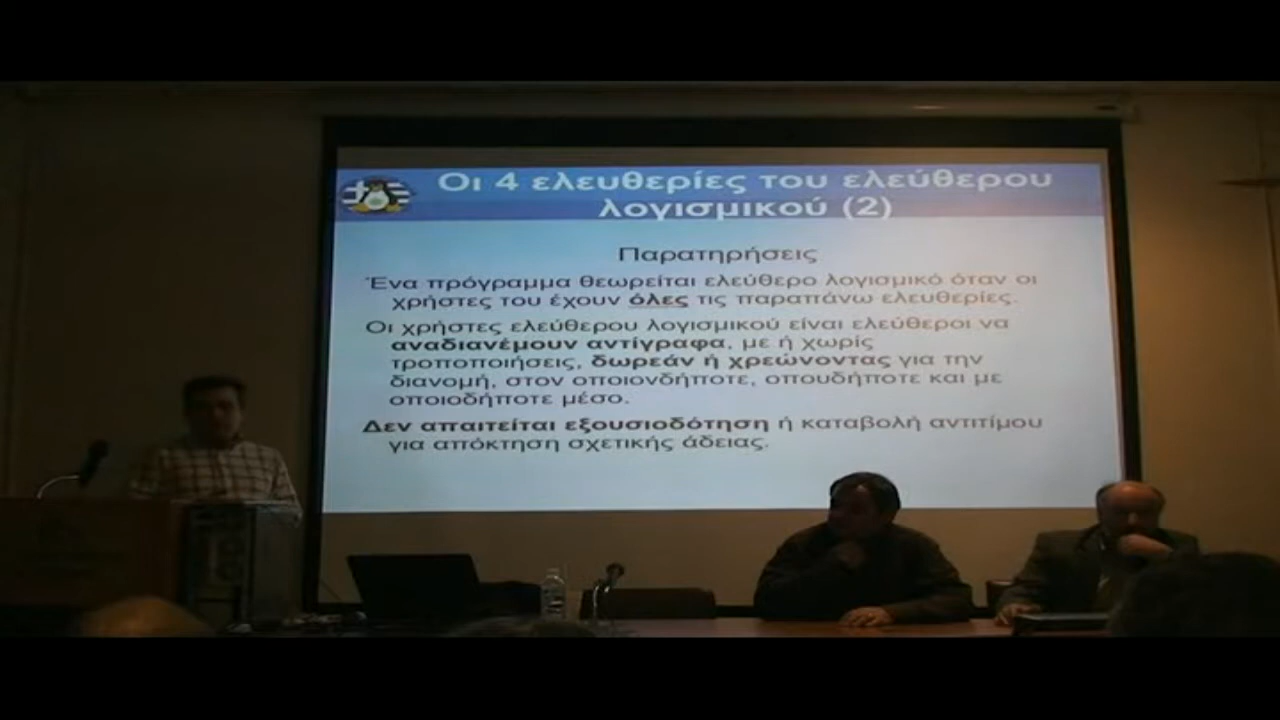 Οι 4 ελευθερίες του ελεύθερου
λογισμικού (2)
Παρατηρήσεις
Ένα πρόγραμμα θεωρείται ελεύθερο λογισμικό όταν οι
χρήστες του έχουν όλες τις παραπάνω ελευθερίες.
Οι χρήστες ελεύθερου λογισμικού είναι ελεύθεροι να
αναδιανέμουν αντίγραφα, με ή χωρίς
τροποποιήσεις, δωρεάν ή χρεώνοντας για την
διανομή, στον οποιονδήποτε, οπουδήποτε και με
οποιοδήποτε μέσο.
Δεν απαιτείται εξουσιοδότηση ή καταβολή αντιτίμου
για απόκτηση σχετικής άδειας.